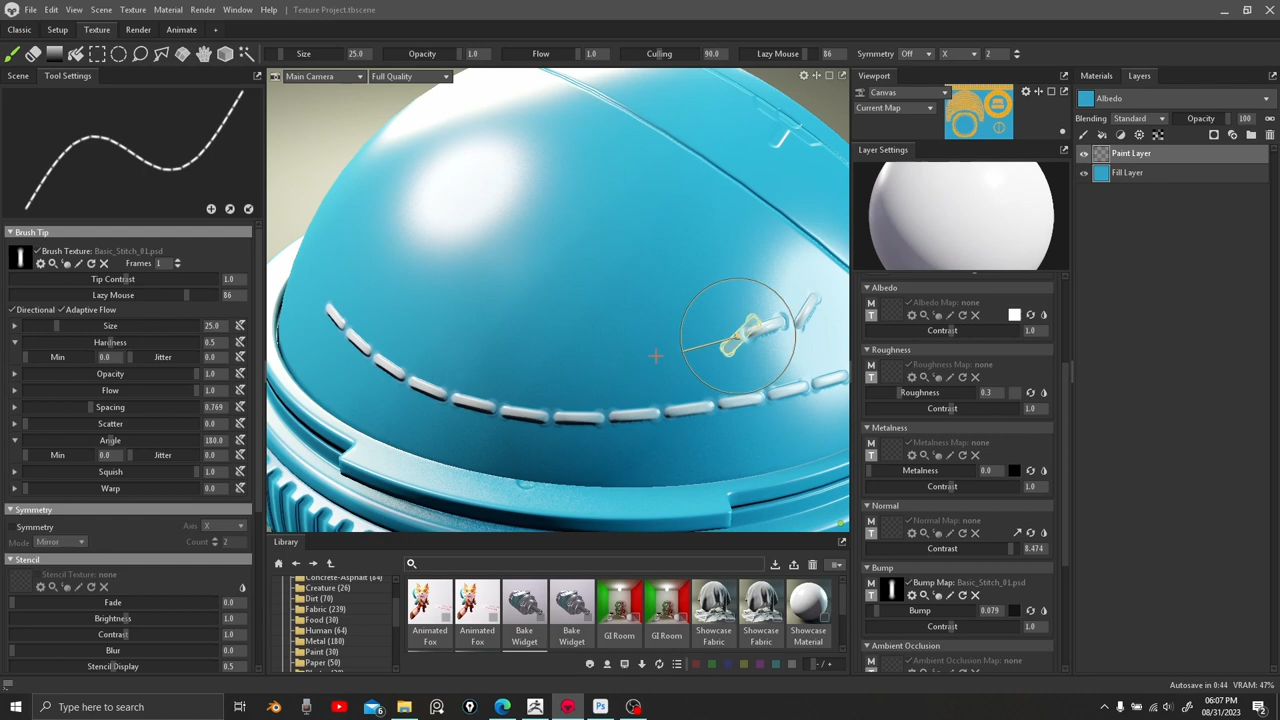 File Edit View Scene Texture Material Render Window Help Texture Project.tbscene
Classic Setup Texture Render Animate +
Size 25.0 Opacity 1.0 Flow 1.0 Culling 90.0 Lazy Mouse 86 Symmetry Off X 2
Scene Tool Settings
Main Camera Full Quality
Viewport
Canvas
Current Map
Materials Layers
Albedo
Blending Standard Opacity 100
Paint Layer
Fill Layer
Layer Settings
Brush Tip
Brush Texture: Basic_Stitch_01.psd
Frames 1
Tip Contrast 1.0
Lazy Mouse 86
Directional Adaptive Flow
Size 25.0
Hardness 0.5
Min 0.0 Jitter 0.0
Opacity 1.0
Flow 1.0
Spacing 0.769
Scatter 0.0
Angle 180.0
Min 0.0 Jitter 0.0
Squish 1.0
Warp 0.0
Symmetry
Symmetry Axis X
Mode Mirror Count 2
Stencil
Stencil Texture: none
Fade 0.0
Brightness 1.0
Contrast 1.0
Blur 0.0
Stencil Display 0.5
Albedo
M Albedo Map: none
T
Contrast 1.0
Roughness
M Roughness Map: none
T
Roughness 0.3
Contrast 1.0
Metalness
M Metalness Map: none
T
Metalness 0.0
Contrast 1.0
Normal
M Normal Map: none
T
Contrast 8.474
Bump
M Bump Map: Basic_Stitch_01.psd
T
Bump 0.079
Contrast 1.0
Ambient Occlusion
M Ambient Occlusion Map: none
Library
Concrete-Asphalt (84)
Creature (26)
Dirt (70)
Fabric (239)
Food (30)
Human (64)
Metal (180)
Paint (30)
Paper (50)
Animated Fox
Animated Fox
Bake Widget
Bake Widget
GI Room
GI Room
Showcase Fabric
Showcase Fabric
Showcase Material
Autosave in 0:44 VRAM: 47%
Type here to search
06:07 PM
08/31/2023